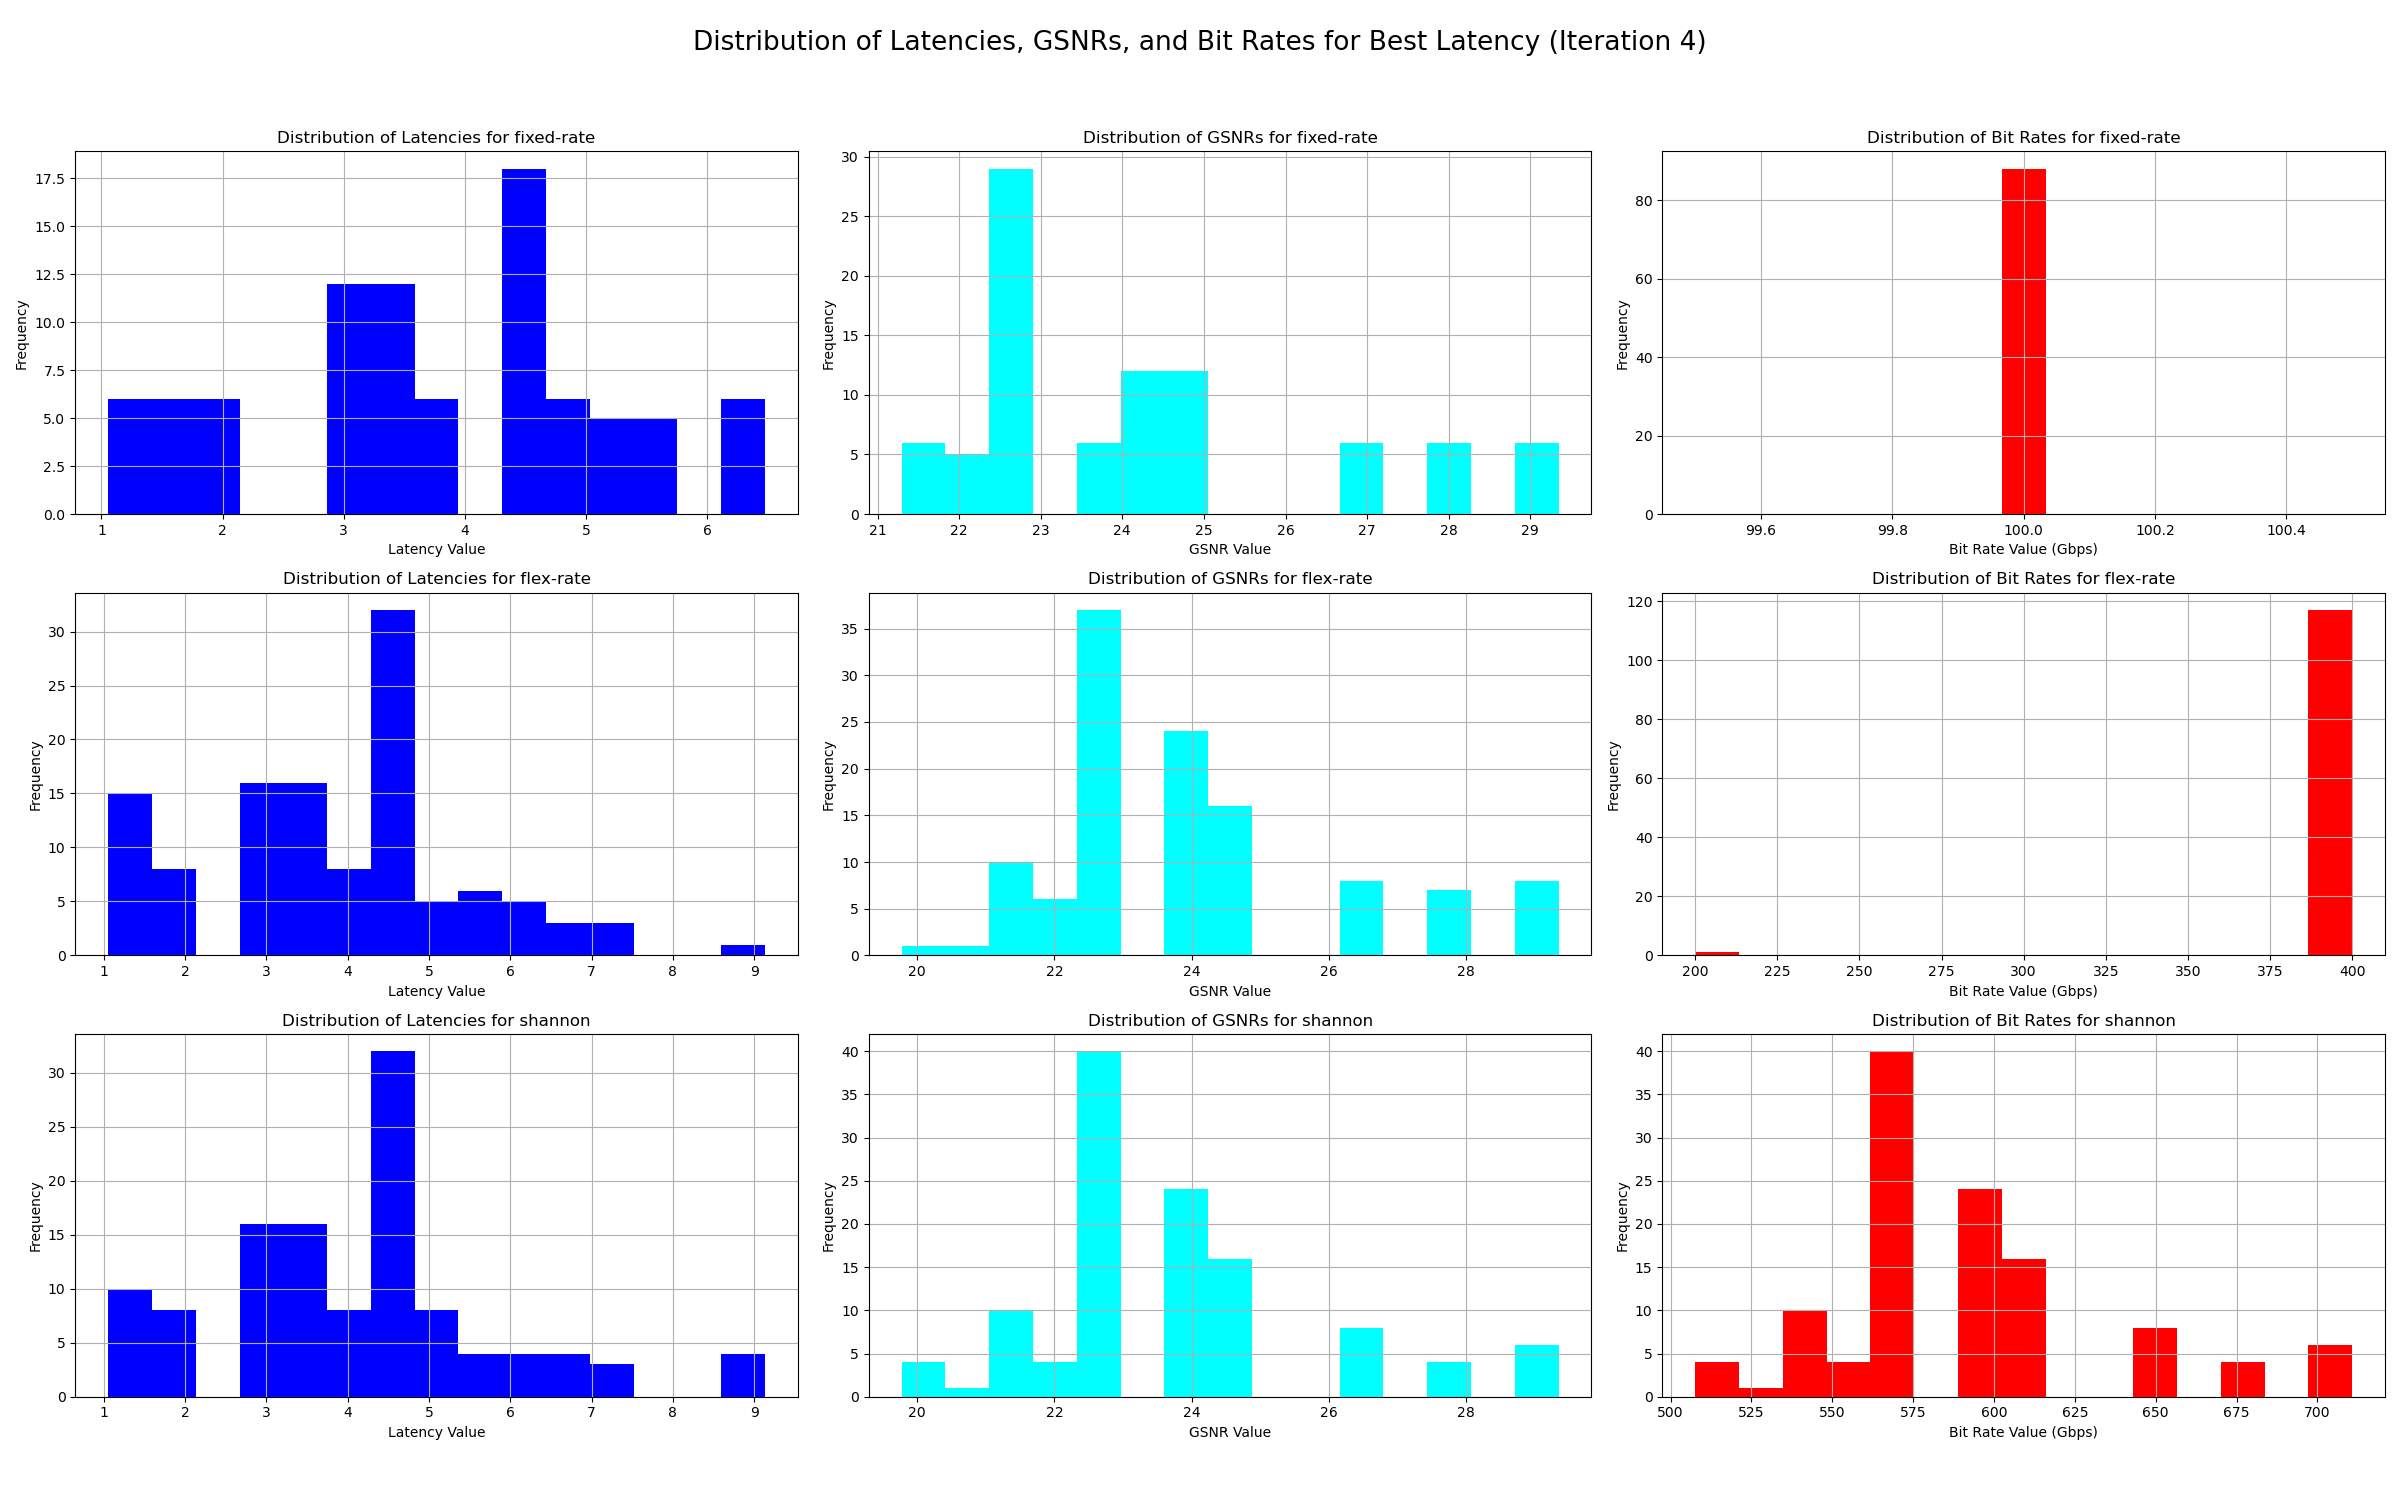 Distribution of Latencies, GSNRs, and Bit Rates for Best Latency (Iteration 4)
Distribution of Latencies for fixed-rate
Frequency
17.5
15.0
12.5
10.0
7.5
5.0
2.5
0.0
1 2 3 4 5 6
Latency Value
Distribution of GSNRs for fixed-rate
Frequency
30
25
20
15
10
5
0
21 22 23 24 25 26 27 28 29
GSNR Value
Distribution of Bit Rates for fixed-rate
Frequency
80
60
40
20
0
99.6 99.8 100.0 100.2 100.4
Bit Rate Value (Gbps)
Distribution of Latencies for flex-rate
Frequency
30
25
20
15
10
5
0
1 2 3 4 5 6 7 8 9
Latency Value
Distribution of GSNRs for flex-rate
Frequency
35
30
25
20
15
10
5
0
20 22 24 26 28
GSNR Value
Distribution of Bit Rates for flex-rate
Frequency
120
100
80
60
40
20
0
200 225 250 275 300 325 350 375 400
Bit Rate Value (Gbps)
Distribution of Latencies for shannon
Frequency
30
25
20
15
10
5
0
1 2 3 4 5 6 7 8 9
Latency Value
Distribution of GSNRs for shannon
Frequency
40
35
30
25
20
15
10
5
0
20 22 24 26 28
GSNR Value
Distribution of Bit Rates for shannon
Frequency
40
35
30
25
20
15
10
5
0
500 525 550 575 600 625 650 675 700
Bit Rate Value (Gbps)